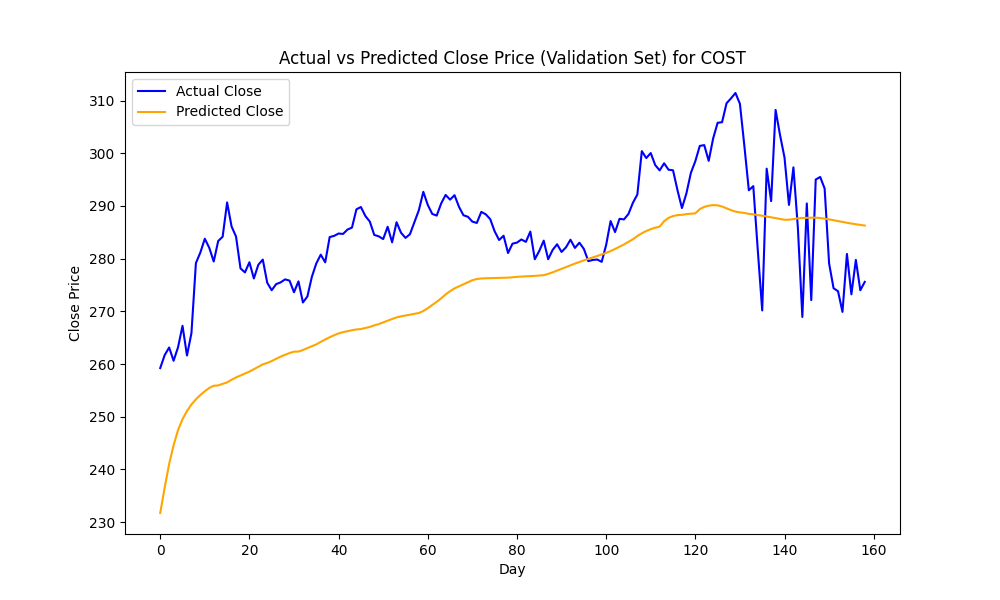 Actual vs Predicted Close Price (Validation Set) for COST
Actual Close
Predicted Close
310
300
290
280
270
260
250
240
230
Close Price
0 20 40 60 80 100 120 140 160
Day